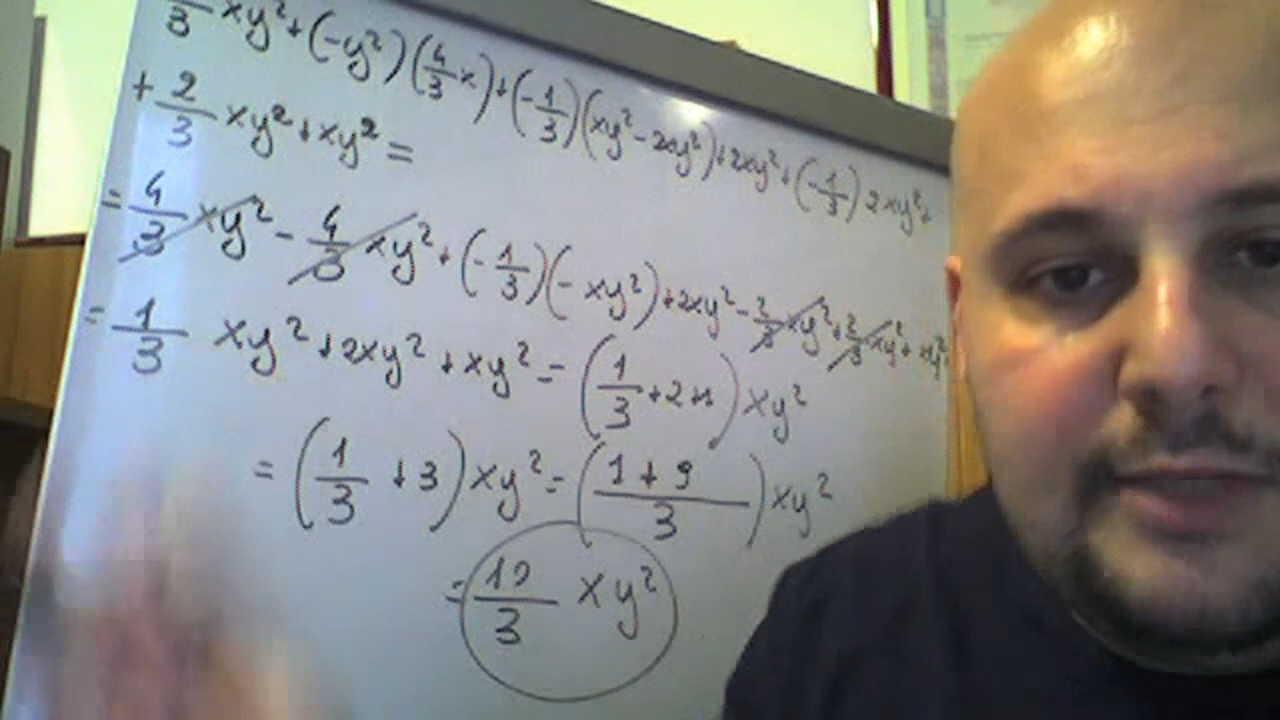 /3 xy² + (-y²)(4/3 x) + (-1/3)(xy² - 2xy²) + 2xy² + (-1/3) 2xy² +
+ 2/3 xy² + xy² =
= 4/3 xy² - 4/3 xy² + (-1/3)(-xy²) + 2xy² - 2/3 xy² + 2/3 xy² + xy²
= 1/3 xy² + 2xy² + xy² = (1/3 + 2 + 1) xy²
= (1/3 + 3) xy² = (1 + 9/3) xy²
= 10/3 xy²